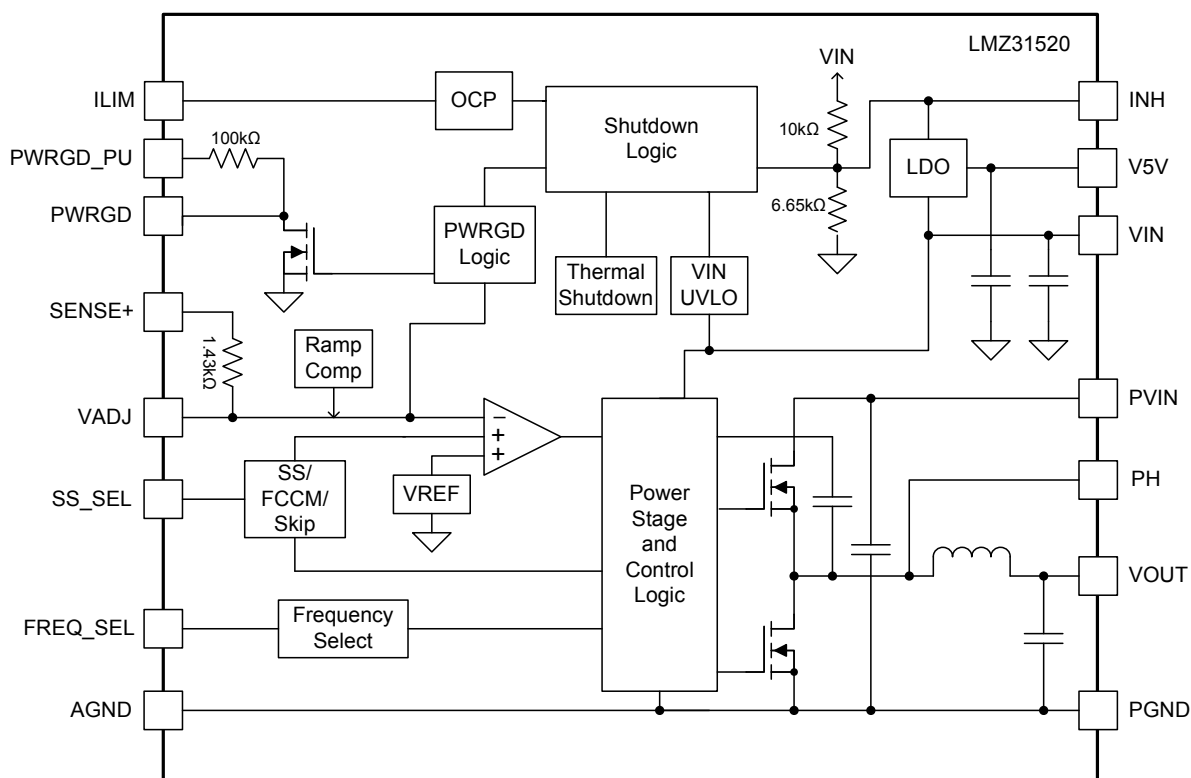 LMZ31520
ILIM
OCP
Shutdown
Logic
VIN
10kΩ
6.65kΩ
INH
PWRGD_PU
100kΩ
LDO
V5V
PWRGD
PWRGD
Logic
Thermal
Shutdown
VIN
UVLO
VIN
SENSE+
1.43kΩ
Ramp
Comp
VADJ
−
+
+
PVIN
SS_SEL
SS/
FCCM/
Skip
VREF
Power
Stage
and
Control
Logic
PH
VOUT
FREQ_SEL
Frequency
Select
AGND
PGND